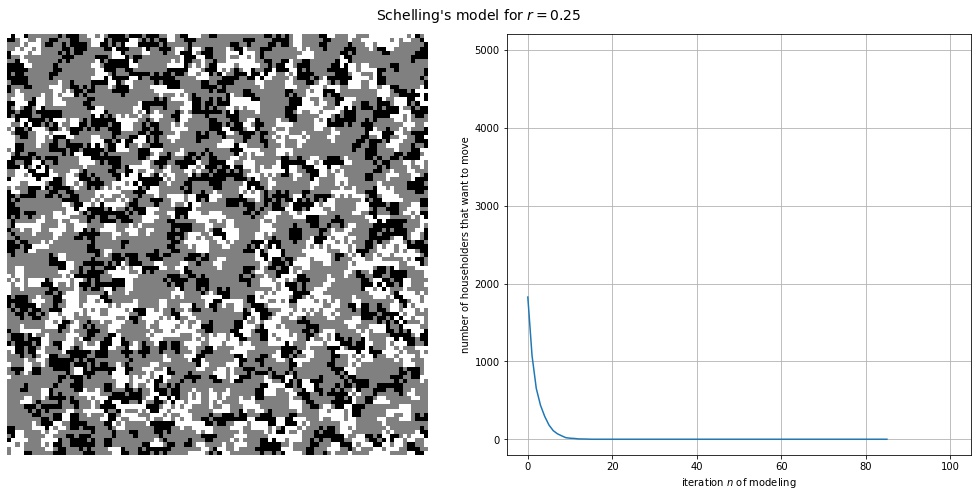 Schelling's model for r = 0.25
number of householders that want to move
5000
4000
3000
2000
1000
0
0 20 40 60 80 100
iteration n of modeling